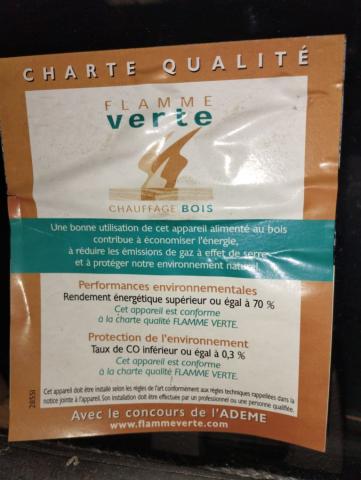 CHARTE QUALITÉ
FLAMME
verte
CHAUFFAGE BOIS
Une bonne utilisation de cet appareil alimenté au bois
contribue à économiser l'énergie,
à réduire les émissions de gaz à effet de serre
et à protéger notre environnement naturel.
Performances environnementales
Rendement énergétique supérieur ou égal à 70 %
Cet appareil est conforme
à la charte qualité FLAMME VERTE.
Protection de l'environnement
Taux de CO inférieur ou égal à 0,3 %
Cet appareil est conforme
à la charte qualité FLAMME VERTE.
Cet appareil doit être installé selon les règles de l'art conformément aux règles techniques rappelées dans la
notice jointe à l'appareil. Son installation doit être effectuée par un professionnel ou une personne qualifiée.
28551
Avec le concours de l'ADEME
www.flammeverte.com